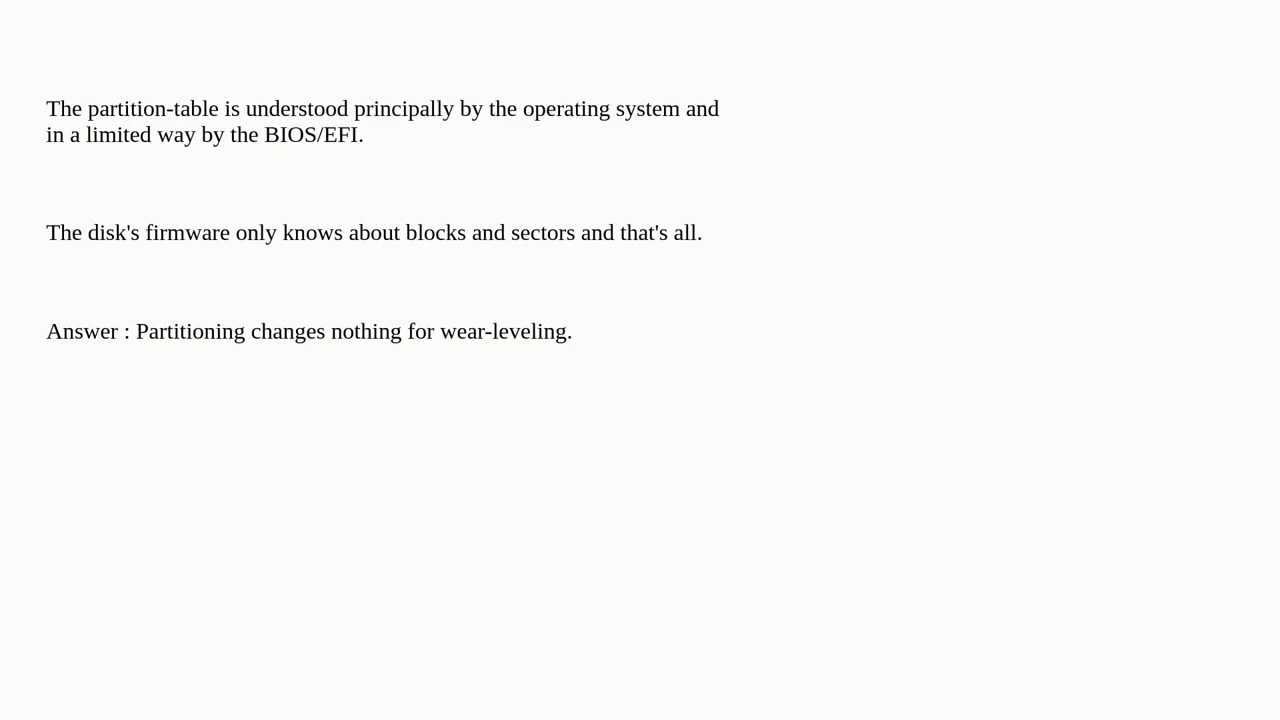 The partition-table is understood principally by the operating system and
in a limited way by the BIOS/EFI.
The disk's firmware only knows about blocks and sectors and that's all.
Answer : Partitioning changes nothing for wear-leveling.